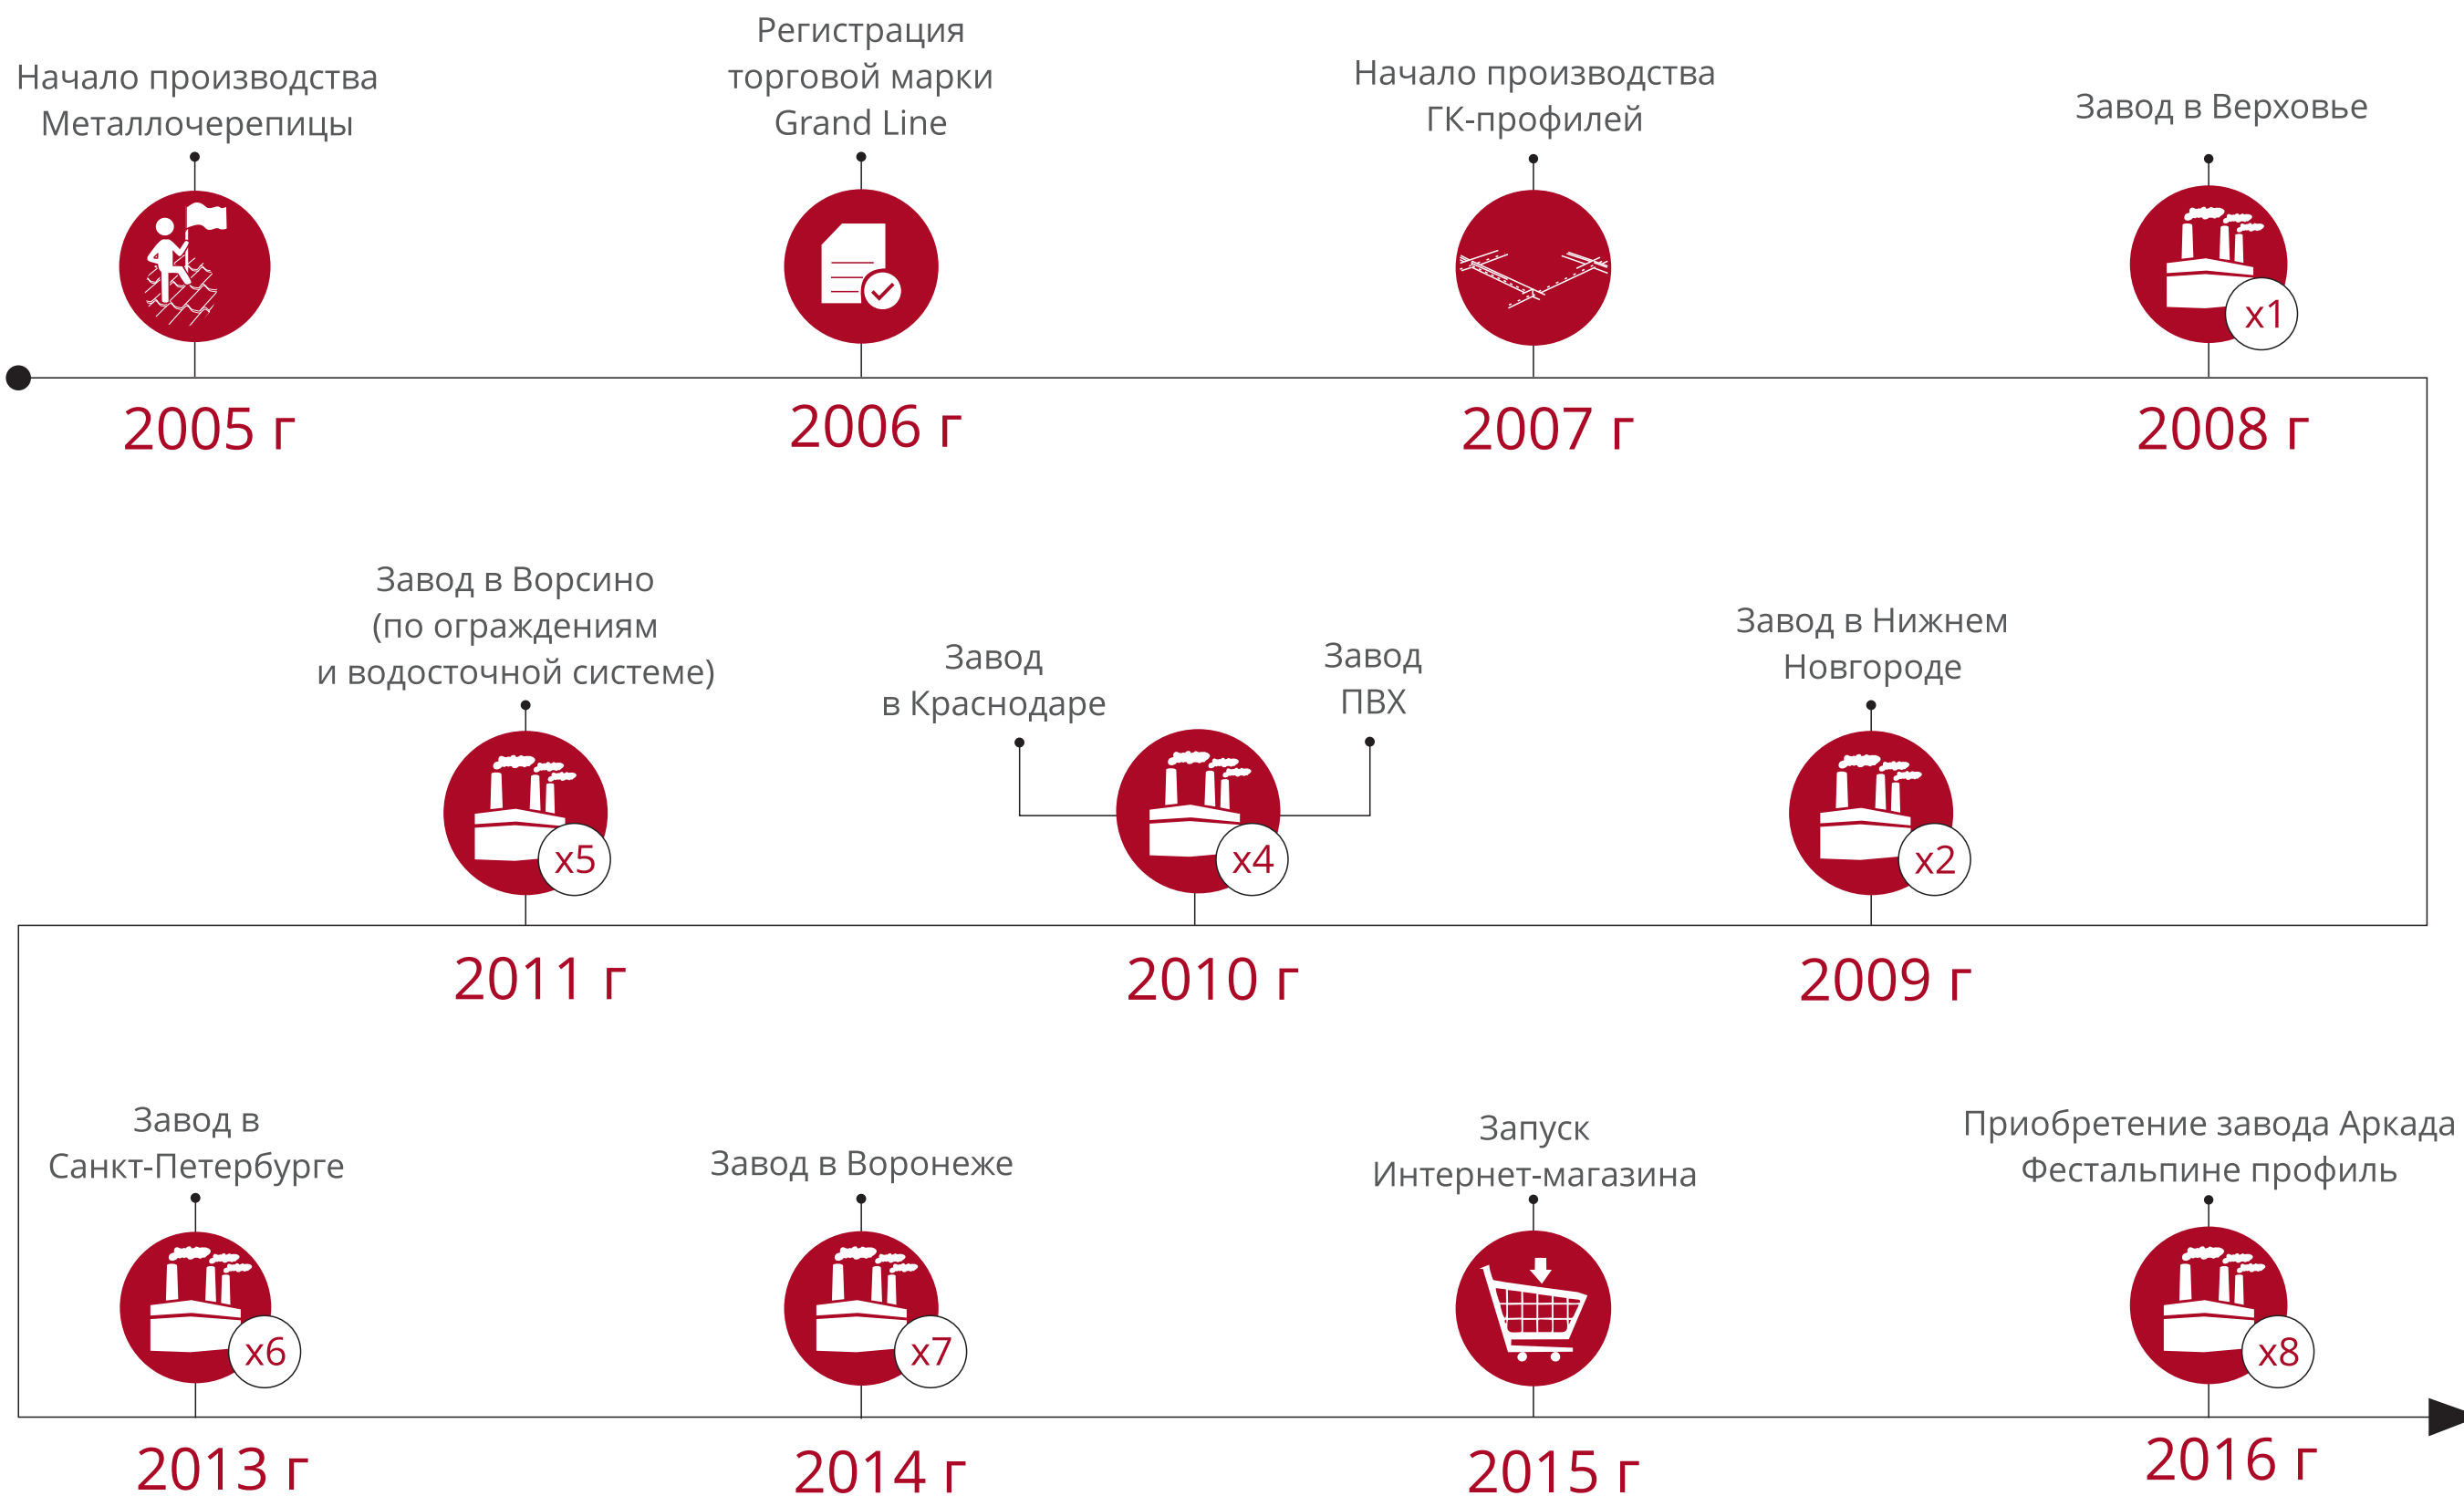 Начало производства
Металлочерепицы
2005 г
Регистрация
торговой марки
Grand Line
2006 г
Начало производства
ГК-профилей
2007 г
Завод в Верховье
x1
2008 г
Завод в Нижнем
Новгороде
x2
2009 г
Завод
в Краснодаре
Завод
ПВХ
x4
2010 г
Завод в Ворсино
(по ограждениям
и водосточной системе)
x5
2011 г
Завод в
Санкт-Петербурге
x6
2013 г
Завод в Воронеже
x7
2014 г
Запуск
Интернет-магазина
2015 г
Приобретение завода Аркада
Фестальпине профиль
x8
2016 г